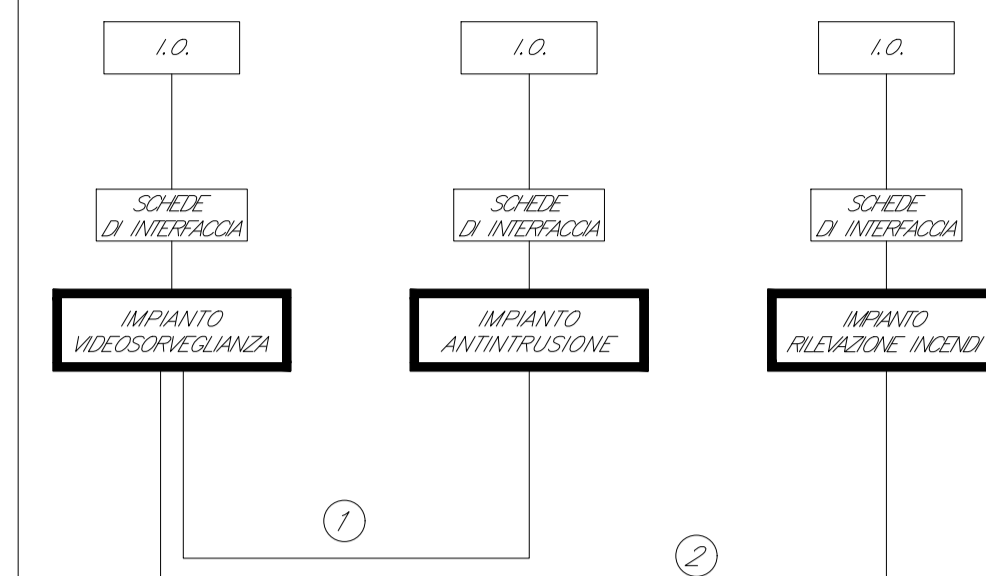 I.O.
I.O.
I.O.
SCHEDE
DI INTERFACCIA
SCHEDE
DI INTERFACCIA
SCHEDE
DI INTERFACCIA
IMPIANTO
VIDEOSORVEGLIANZA
IMPIANTO
ANTINTRUSIONE
IMPIANTO
RILEVAZIONE INCENDI
1
2